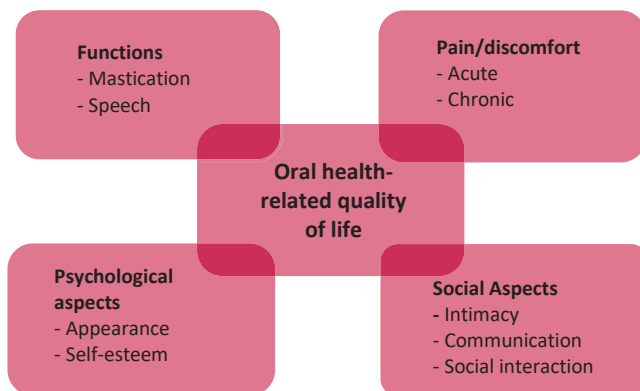 Functions
- Mastication
- Speech
Pain/discomfort
- Acute
- Chronic
Oral health-
related quality
of life
Psychological
aspects
- Appearance
- Self-esteem
Social Aspects
- Intimacy
- Communication
- Social interaction